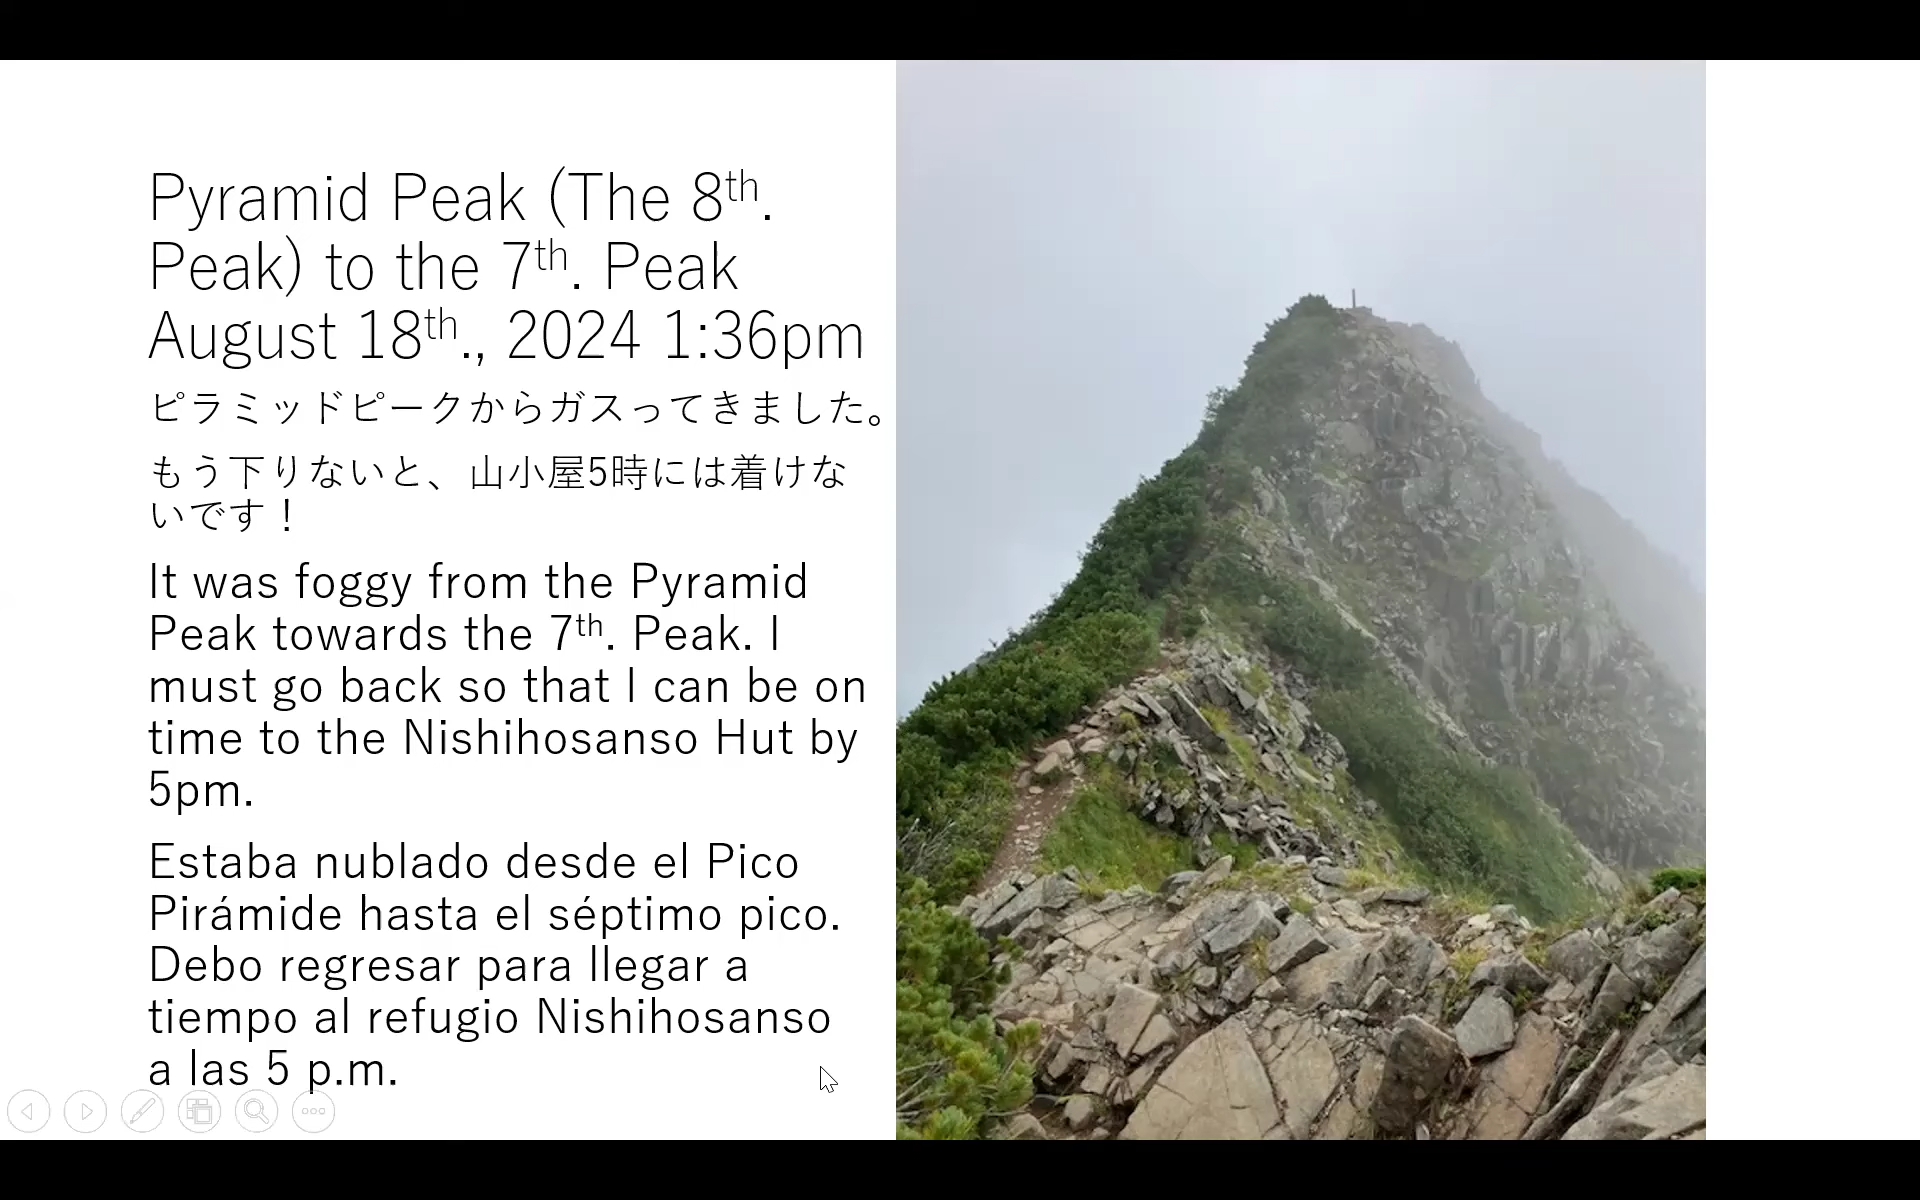 Pyramid Peak (The 8th.
Peak) to the 7th. Peak
August 18th., 2024 1:36pm
ピラミッドピークからガスってきました。
もう下りないと、山小屋5時には着けな
いです！
It was foggy from the Pyramid
Peak towards the 7th. Peak. I
must go back so that I can be on
time to the Nishihosanso Hut by
5pm.
Estaba nublado desde el Pico
Pirámide hasta el séptimo pico.
Debo regresar para llegar a
tiempo al refugio Nishihosanso
a las 5 p.m.